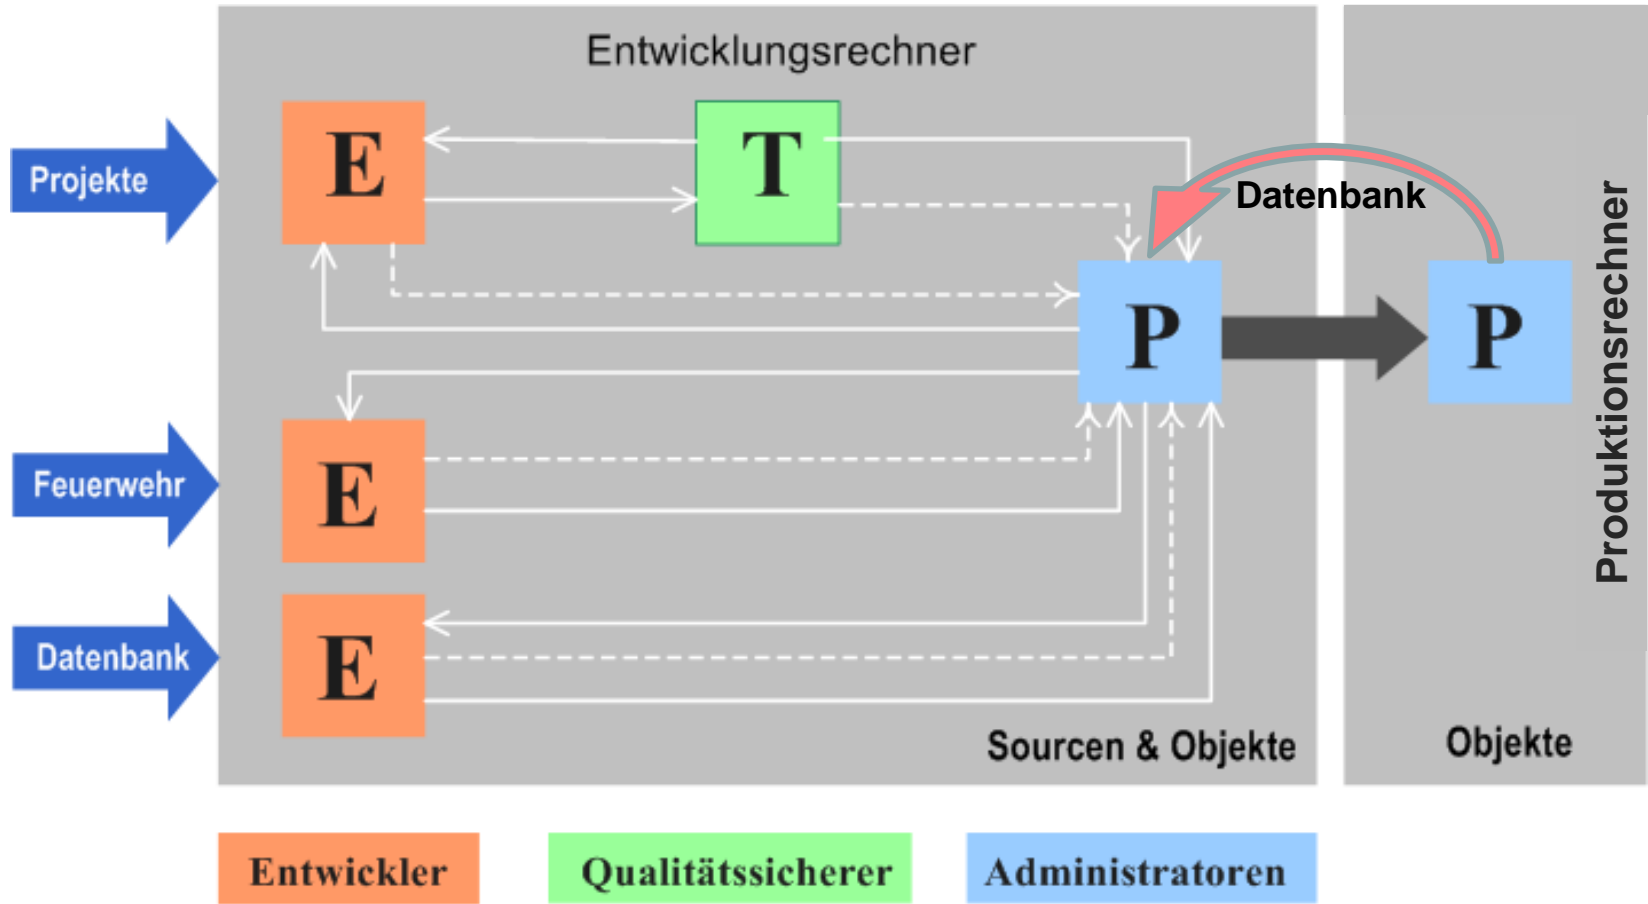 Entwicklungsrechner
Projekte
E
T
Datenbank
P
P
Produktionsrechner
Feuerwehr
E
Datenbank
E
Sourcen & Objekte
Objekte
Entwickler
Qualitätssicherer
Administratoren